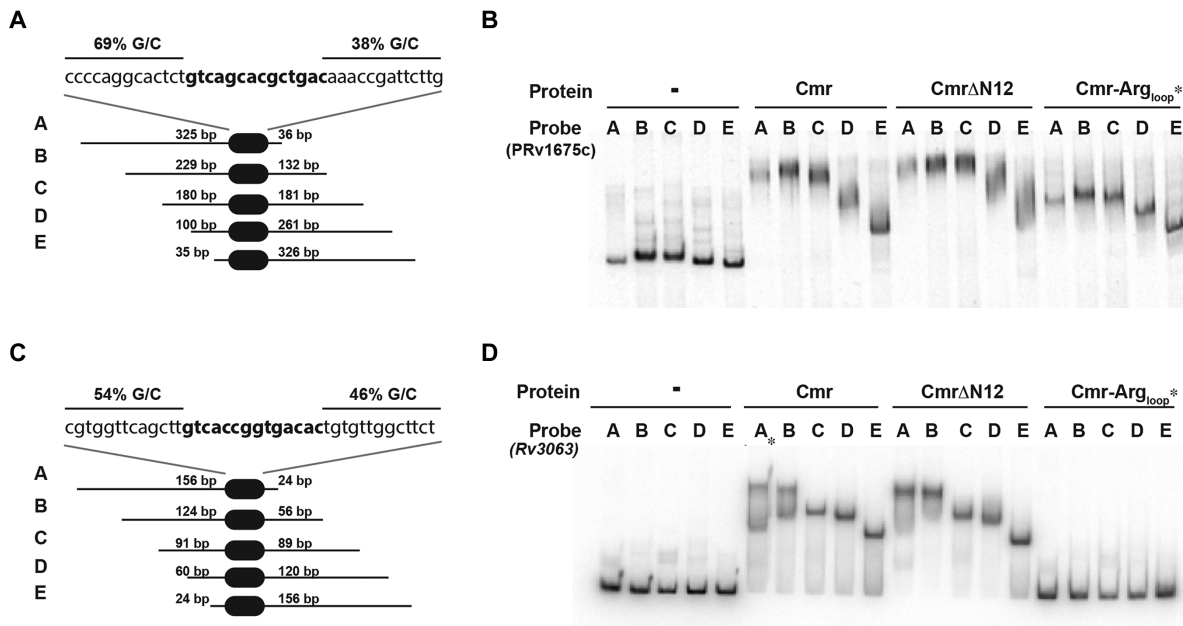 A
69% G/C 38% G/C
ccccaggcactctgtcagcacgctgacaaaccgattcttg
A
325 bp 36 bp
B
229 bp 132 bp
C
180 bp 181 bp
D
100 bp 261 bp
E
35 bp 326 bp
B
Protein - Cmr CmrΔN12 Cmr-Argloop*
Probe A B C D E A B C D E A B C D E A B C D E
(PRv1675c)
C
54% G/C 46% G/C
cgtggttcagcttgtcaccggtgacactgtgttggcttct
A
156 bp 24 bp
B
124 bp 56 bp
C
91 bp 89 bp
D
60 bp 120 bp
E
24 bp 156 bp
D
Protein - Cmr CmrΔN12 Cmr-Argloop*
Probe A B C D E A* B C D E A B C D E A B C D E
(Rv3063)